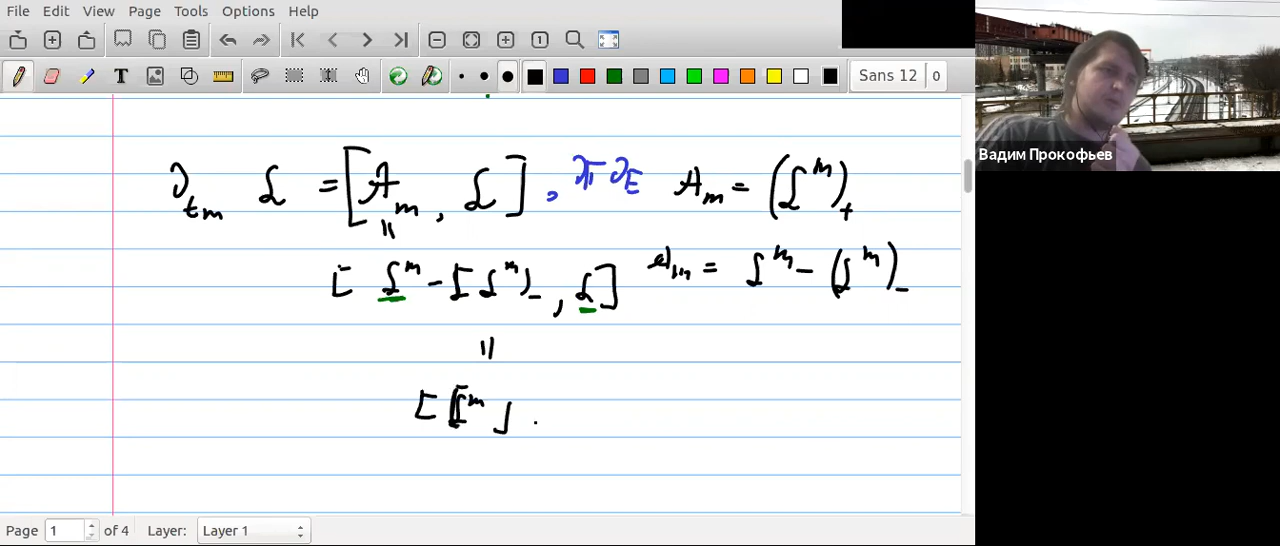 File Edit View Page Tools Options Help
Sans 12 0
Вадим Прокофьев
∂_{t_m} 𝓛 = [A_m, 𝓛], A_m = (𝓛^m)_+
[𝓛^m - [𝓛^m)_-, 𝓛] A_m = 𝓛^m - (𝓛^m)_-
=
Page 1 of 4 Layer: Layer 1